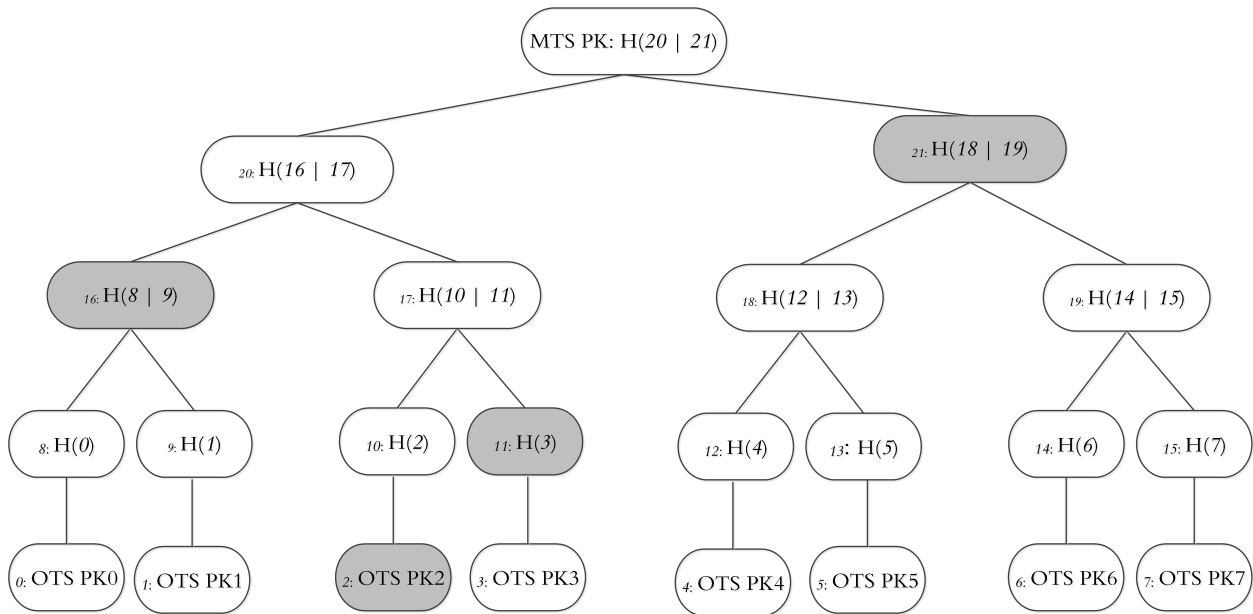 MTS PK: H(20 | 21)
20: H(16 | 17)
21: H(18 | 19)
16: H(8 | 9)
17: H(10 | 11)
18: H(12 | 13)
19: H(14 | 15)
8: H(0)
9: H(1)
10: H(2)
11: H(3)
12: H(4)
13: H(5)
14: H(6)
15: H(7)
0: OTS PK0
1: OTS PK1
2: OTS PK2
3: OTS PK3
4: OTS PK4
5: OTS PK5
6: OTS PK6
7: OTS PK7